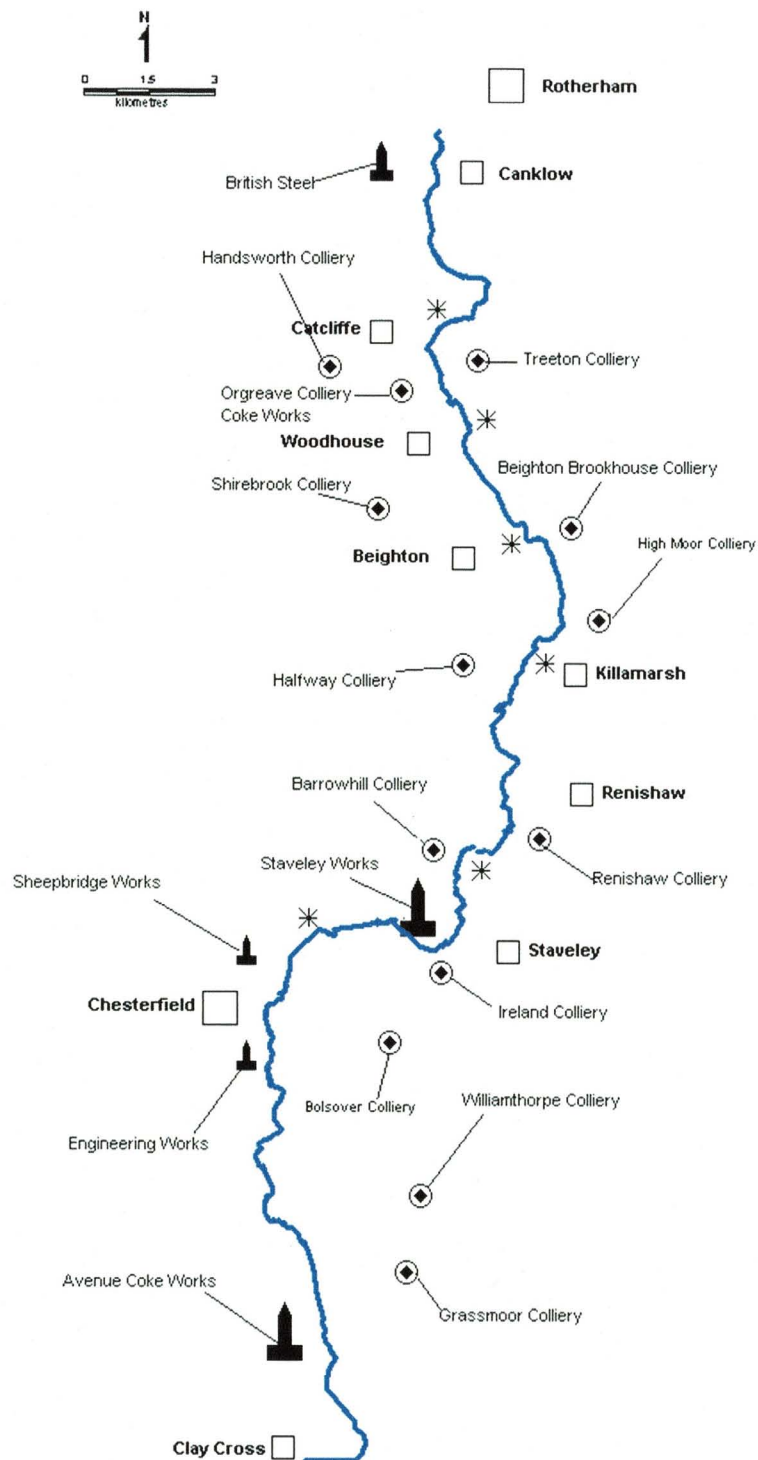 N
0 1.5 3
kilometres
Rotherham
British Steel
Canklow
Handsworth Colliery
Catcliffe
Treeton Colliery
Orgreave Colliery
Coke Works
Woodhouse
Beighton Brookhouse Colliery
Shirebrook Colliery
High Moor Colliery
Beighton
Halfway Colliery
Killamarsh
Barrowhill Colliery
Renishaw
Staveley Works
Sheepbridge Works
Renishaw Colliery
Staveley
Chesterfield
Ireland Colliery
Bolsover Colliery
Williamthorpe Colliery
Engineering Works
Avenue Coke Works
Grassmoor Colliery
Clay Cross